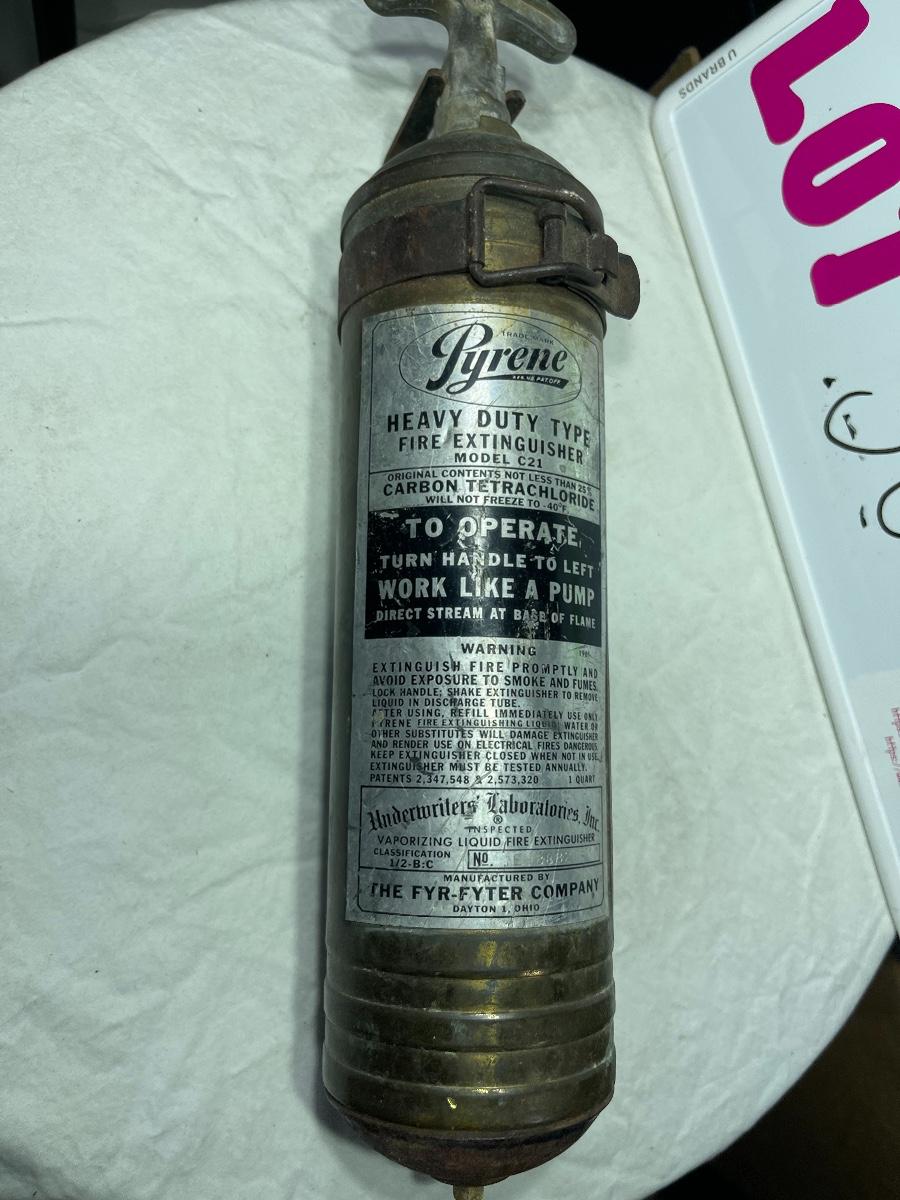 U BRANDS
LOT
TRADE MARK
Pyrene
REG. U.S. PAT. OFF.
HEAVY DUTY TYPE
FIRE EXTINGUISHER
MODEL C21
ORIGINAL CONTENTS NOT LESS THAN 25%
CARBON TETRACHLORIDE
WILL NOT FREEZE TO -40°F.
TO OPERATE,
TURN HANDLE TO LEFT
WORK LIKE A PUMP
DIRECT STREAM AT BASE OF FLAME
WARNING
EXTINGUISH FIRE PROMPTLY AND
AVOID EXPOSURE TO SMOKE AND FUMES.
LOCK HANDLE; SHAKE EXTINGUISHER TO REMOVE
LIQUID IN DISCHARGE TUBE.
AFTER USING, REFILL IMMEDIATELY USE ONLY
PYRENE FIRE EXTINGUISHING LIQUID WATER OR
OTHER SUBSTITUTES WILL DAMAGE EXTINGUISHER
AND RENDER USE ON ELECTRICAL FIRES DANGEROUS.
KEEP EXTINGUISHER CLOSED WHEN NOT IN USE.
EXTINGUISHER MUST BE TESTED ANNUALLY.
PATENTS 2,347,548 & 2,573,320 1 QUART
Underwriters' Laboratories, Inc.
®
INSPECTED
VAPORIZING LIQUID FIRE EXTINGUISHER
CLASSIFICATION
1/2-B:C
No.
MANUFACTURED BY
THE FYR-FYTER COMPANY
DAYTON 1, OHIO